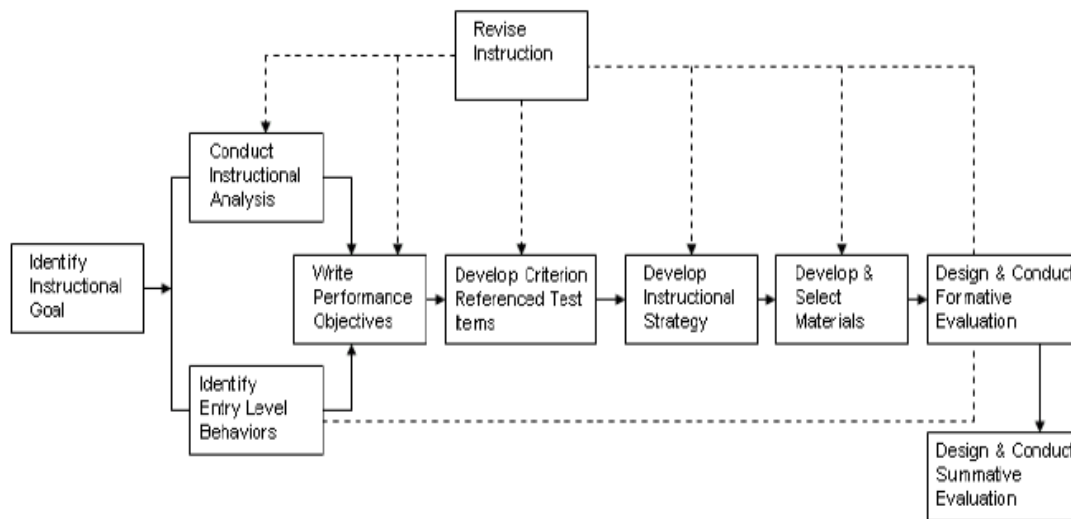 Revise
Instruction
Conduct
Instructional
Analysis
Identify
Instructional
Goal
Write
Performance
Objectives
Develop Criterion
Referenced Test
Items
Develop
Instructional
Strategy
Develop &
Select
Materials
Design & Conduct
Formative
Evaluation
Identify
Entry Level
Behaviors
Design & Conduct
Summative
Evaluation